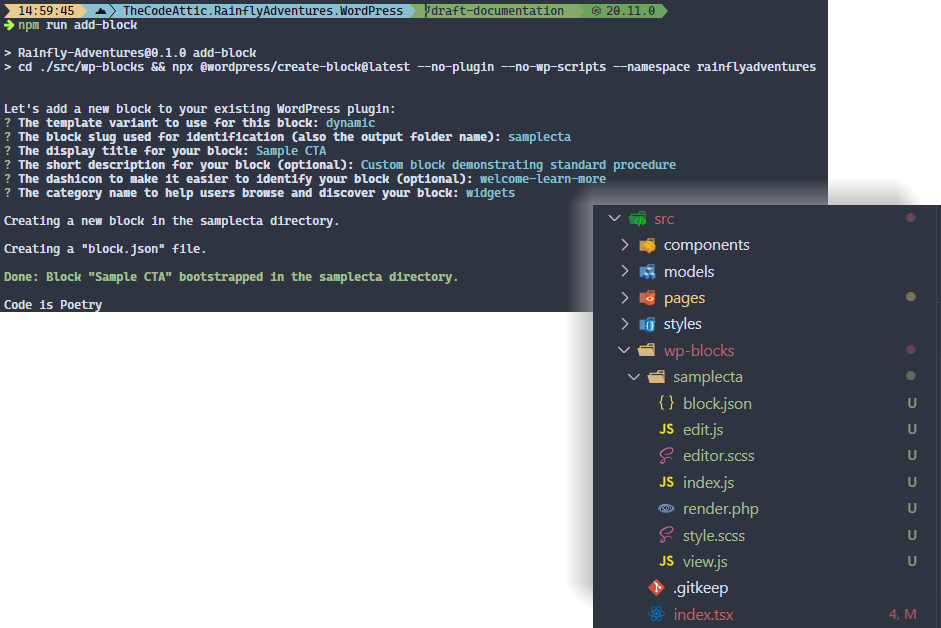 14:59:45 TheCodeAttic.RainflyAdventures.WordPress /draft-documentation 20.11.0
npm run add-block
> Rainfly-Adventures@0.1.0 add-block
> cd ./src/wp-blocks && npx @wordpress/create-block@latest --no-plugin --no-wp-scripts --namespace rainflyadventures
Let's add a new block to your existing WordPress plugin:
? The template variant to use for this block: dynamic
? The block slug used for identification (also the output folder name): samplecta
? The display title for your block: Sample CTA
? The short description for your block (optional): Custom block demonstrating standard procedure
? The dashicon to make it easier to identify your block (optional): welcome-learn-more
? The category name to help users browse and discover your block: widgets
Creating a new block in the samplecta directory.
Creating a "block.json" file.
Done: Block "Sample CTA" bootstrapped in the samplecta directory.
Code is Poetry
src
components
models
pages
styles
wp-blocks
samplecta
{ } block.json U
JS edit.js U
editor.scss U
JS index.js U
php render.php U
style.scss U
JS view.js U
.gitkeep
index.tsx 4, M